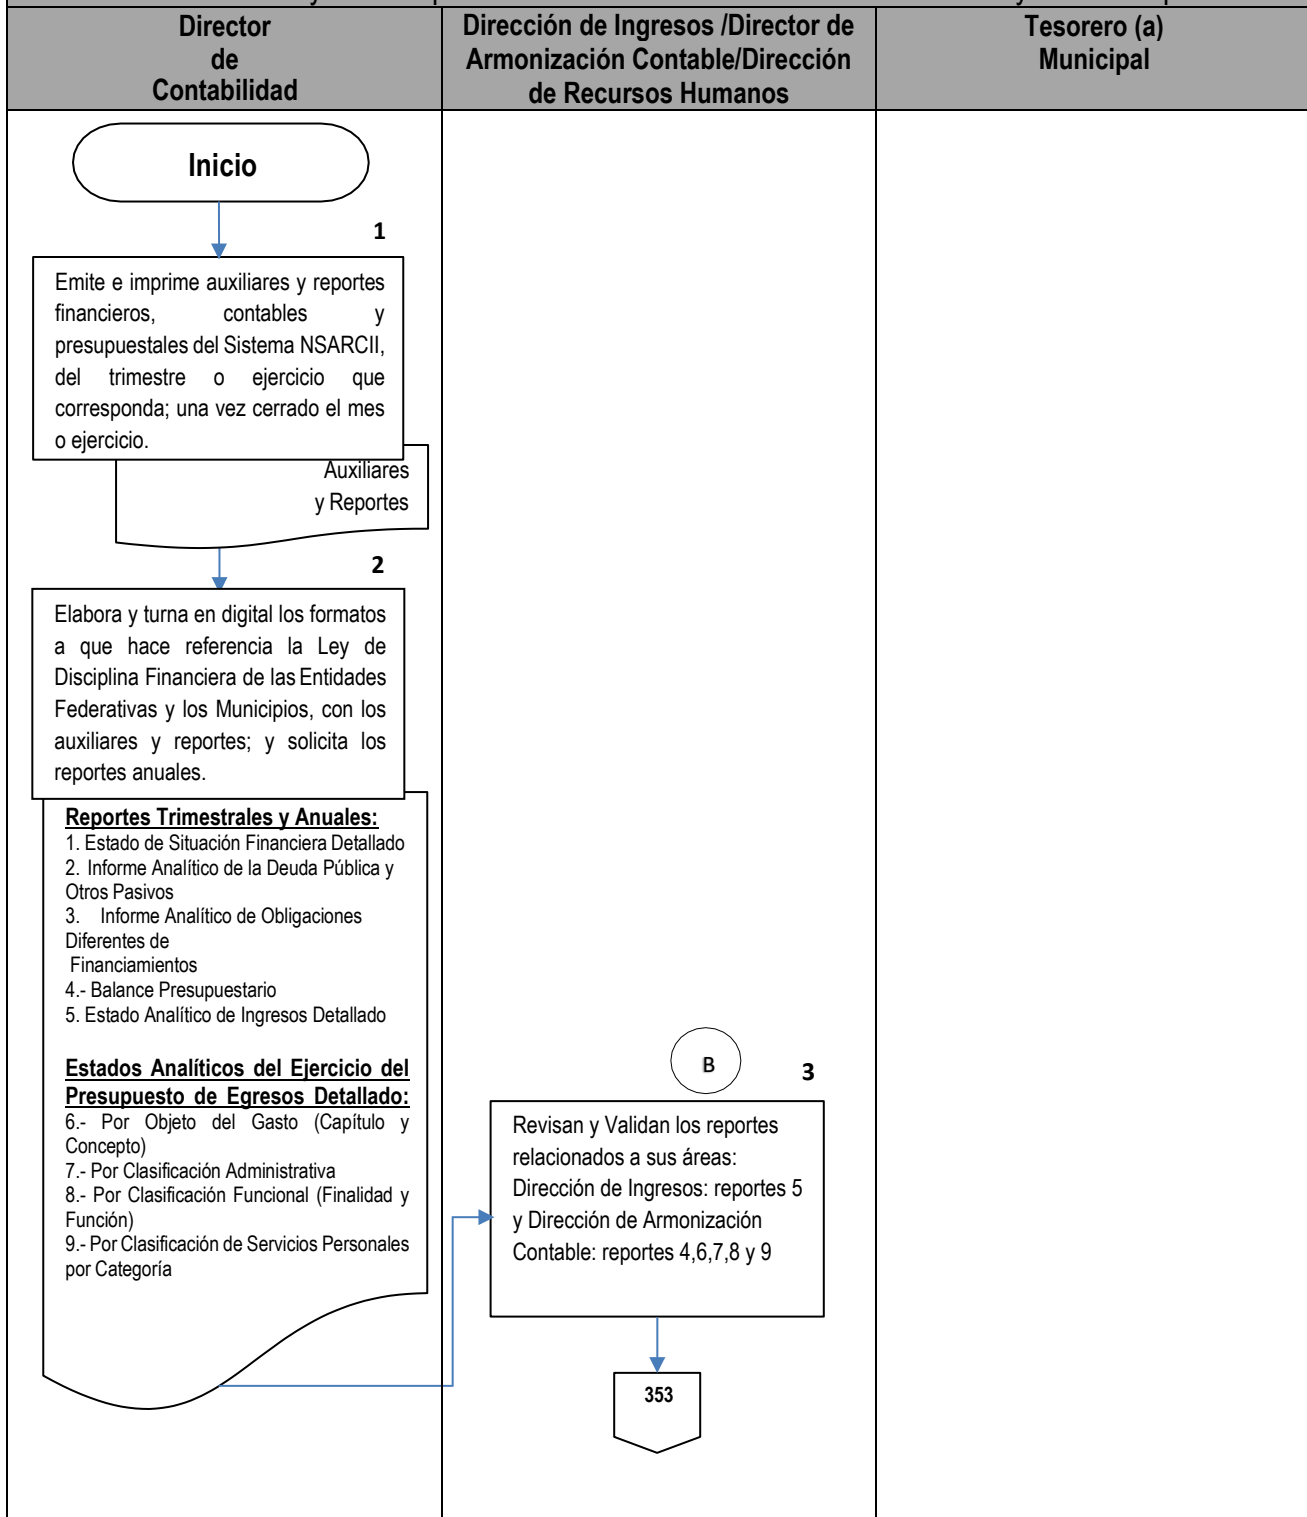 Director
de
Contabilidad
Dirección de Ingresos /Director de
Armonización Contable/Dirección
de Recursos Humanos
Tesorero (a)
Municipal
Inicio
1
Emite e imprime auxiliares y reportes
financieros, contables y
presupuestales del Sistema NSARCII,
del trimestre o ejercicio que
corresponda; una vez cerrado el mes
o ejercicio.
Auxiliares
y Reportes
2
Elabora y turna en digital los formatos
a que hace referencia la Ley de
Disciplina Financiera de las Entidades
Federativas y los Municipios, con los
auxiliares y reportes; y solicita los
reportes anuales.
Reportes Trimestrales y Anuales:
1. Estado de Situación Financiera Detallado
2. Informe Analítico de la Deuda Pública y
Otros Pasivos
3. Informe Analítico de Obligaciones
Diferentes de
Financiamientos
4.- Balance Presupuestario
5. Estado Analítico de Ingresos Detallado
Estados Analíticos del Ejercicio del
Presupuesto de Egresos Detallado:
6.- Por Objeto del Gasto (Capítulo y
Concepto)
7.- Por Clasificación Administrativa
8.- Por Clasificación Funcional (Finalidad y
Función)
9.- Por Clasificación de Servicios Personales
por Categoría
B
3
Revisan y Validan los reportes
relacionados a sus áreas:
Dirección de Ingresos: reportes 5
y Dirección de Armonización
Contable: reportes 4,6,7,8 y 9
353